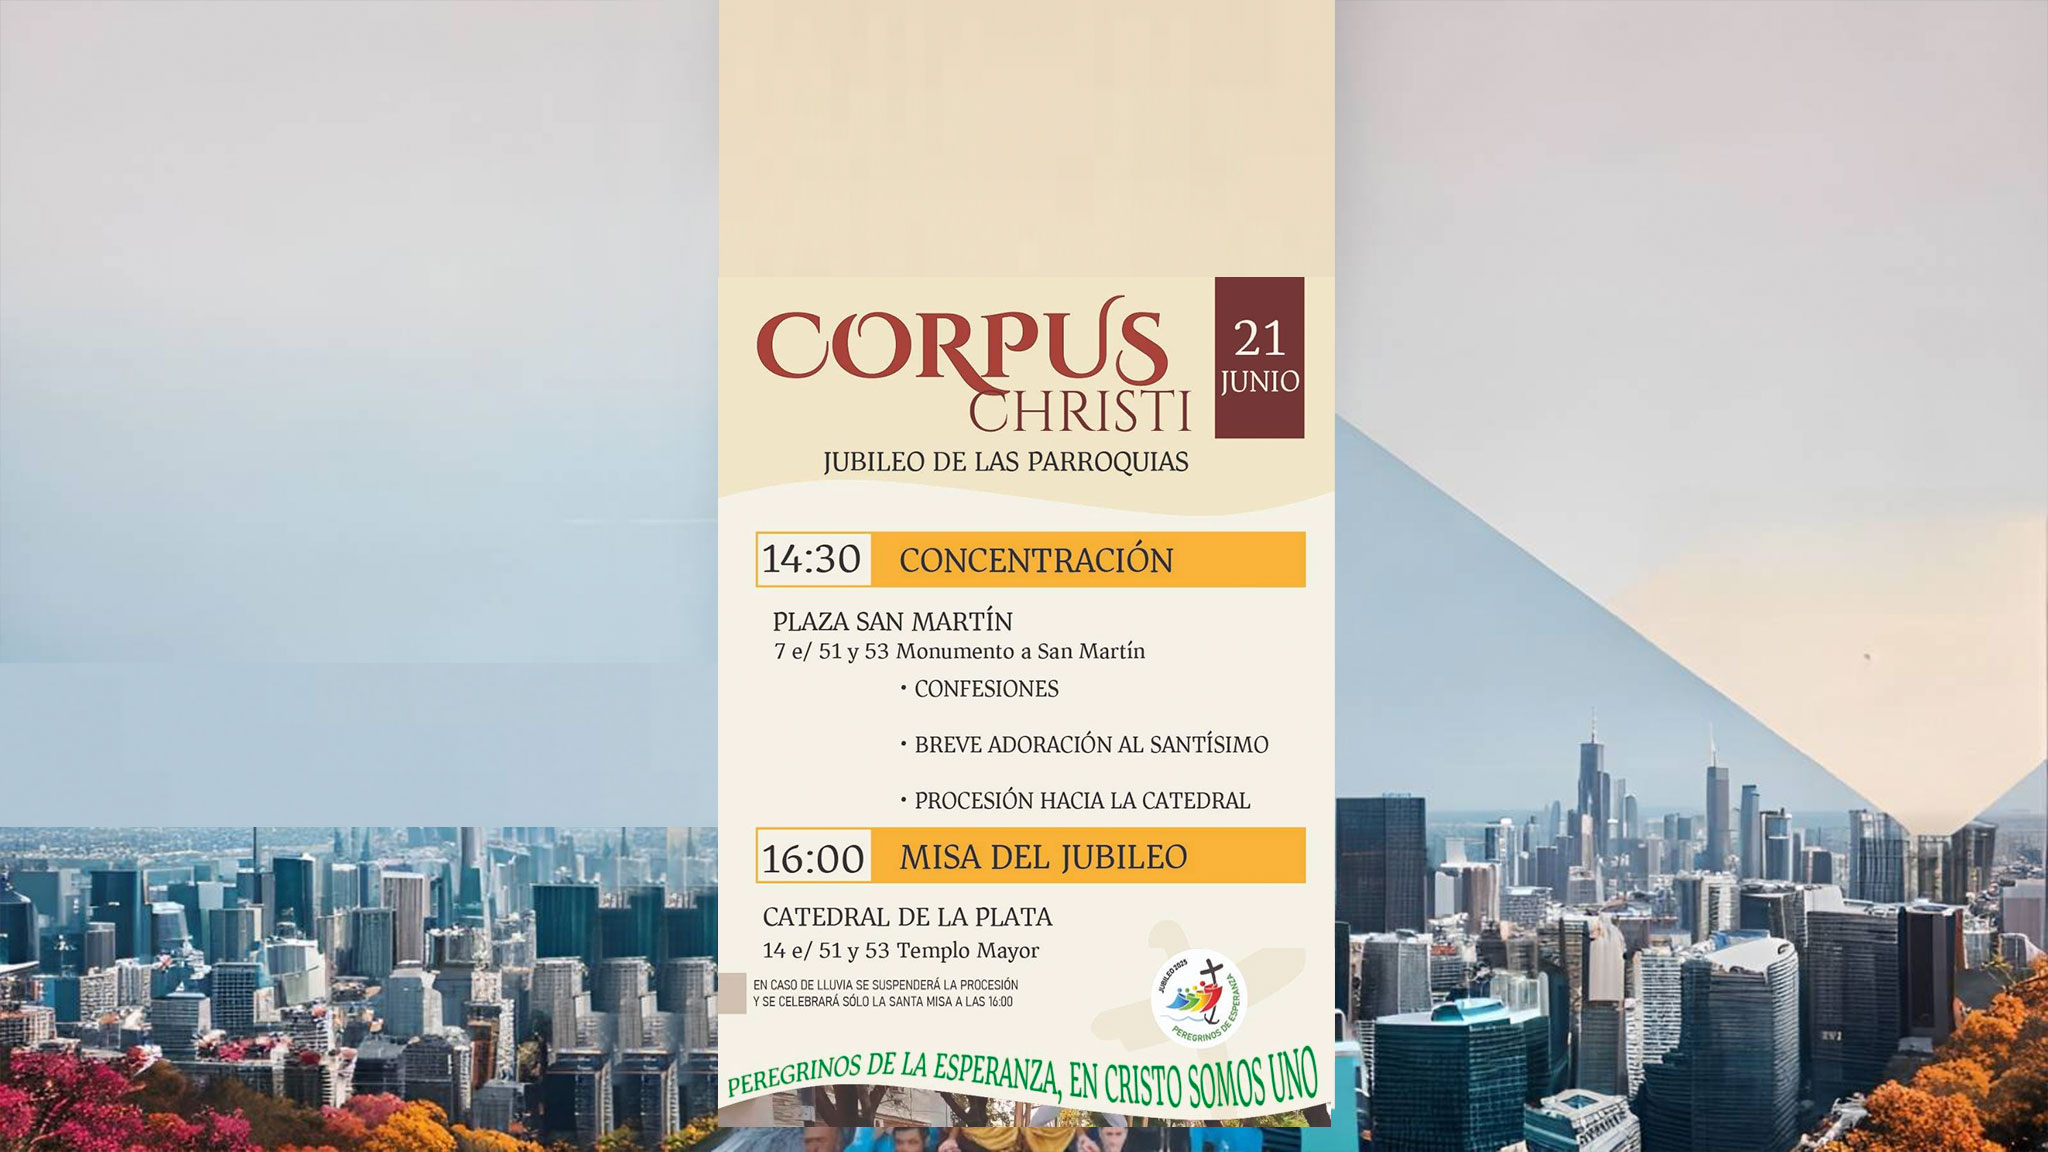 CORPUS
CHRISTI
21
JUNIO
JUBILEO DE LAS PARROQUIAS
14:30 CONCENTRACIÓN
PLAZA SAN MARTÍN
7 e/ 51 y 53 Monumento a San Martín
• CONFESIONES
• BREVE ADORACIÓN AL SANTÍSIMO
• PROCESIÓN HACIA LA CATEDRAL
16:00 MISA DEL JUBILEO
CATEDRAL DE LA PLATA
14 e/ 51 y 53 Templo Mayor
EN CASO DE LLUVIA SE SUSPENDERÁ LA PROCESIÓN
Y SE CELEBRARÁ SÓLO LA SANTA MISA A LAS 16:00
JUBILEO 2025
PEREGRINOS DE ESPERANZA
PEREGRINOS DE LA ESPERANZA, EN CRISTO SOMOS UNO